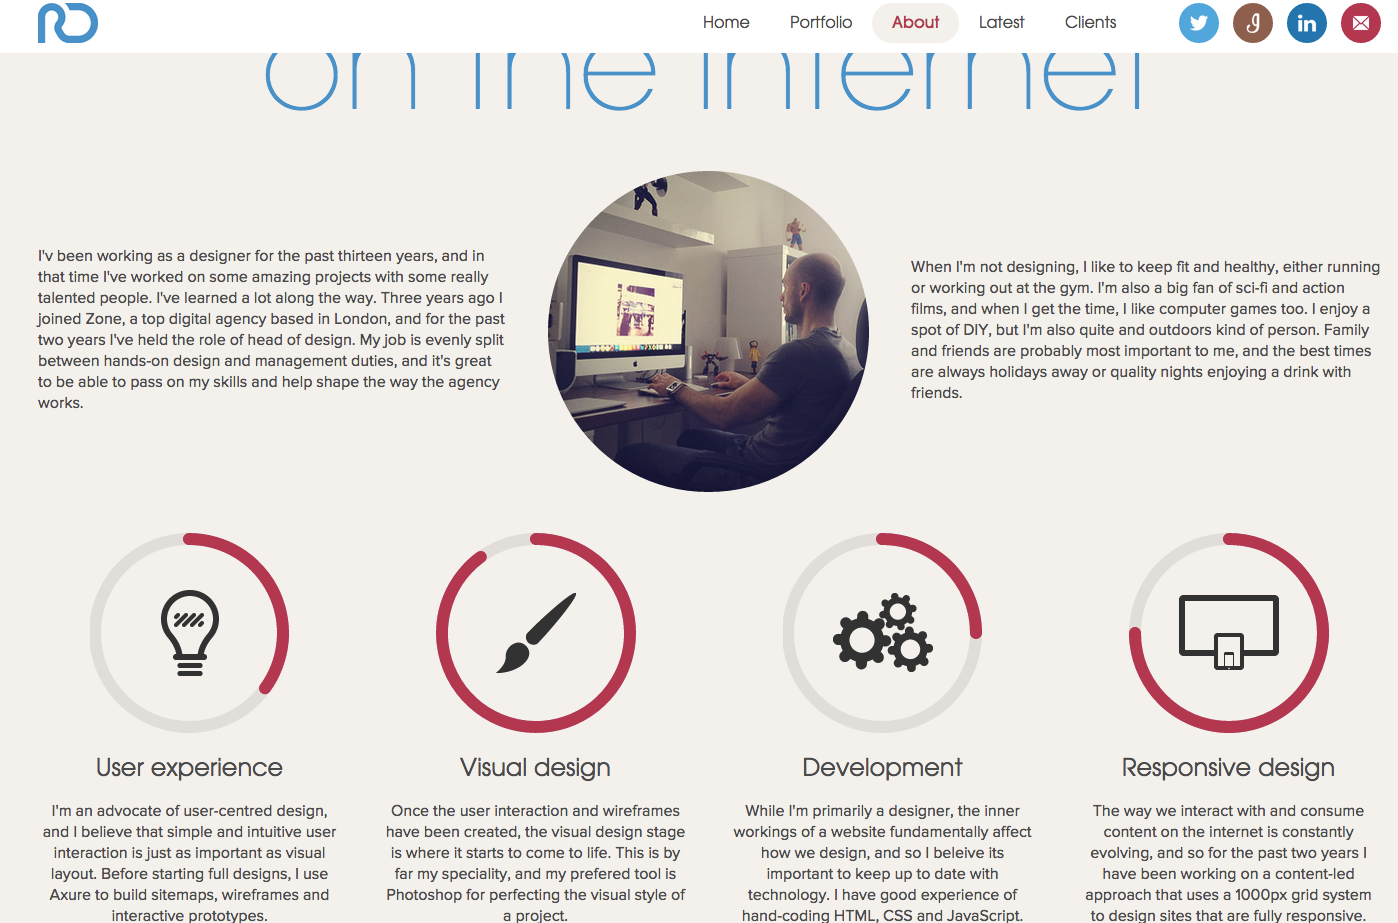 RD
Home Portfolio About Latest Clients
on the internet
I'v been working as a designer for the past thirteen years, and in
that time I've worked on some amazing projects with some really
talented people. I've learned a lot along the way. Three years ago I
joined Zone, a top digital agency based in London, and for the past
two years I've held the role of head of design. My job is evenly split
between hands-on design and management duties, and it's great
to be able to pass on my skills and help shape the way the agency
works.
When I'm not designing, I like to keep fit and healthy, either running
or working out at the gym. I'm also a big fan of sci-fi and action
films, and when I get the time, I like computer games too. I enjoy a
spot of DIY, but I'm also quite and outdoors kind of person. Family
and friends are probably most important to me, and the best times
are always holidays away or quality nights enjoying a drink with
friends.
User experience
I'm an advocate of user-centred design,
and I believe that simple and intuitive user
interaction is just as important as visual
layout. Before starting full designs, I use
Axure to build sitemaps, wireframes and
interactive prototypes.
Visual design
Once the user interaction and wireframes
have been created, the visual design stage
is where it starts to come to life. This is by
far my speciality, and my prefered tool is
Photoshop for perfecting the visual style of
a project.
Development
While I'm primarily a designer, the inner
workings of a website fundamentally affect
how we design, and so I beleive its
important to keep up to date with
technology. I have good experience of
hand-coding HTML, CSS and JavaScript.
Responsive design
The way we interact with and consume
content on the internet is constantly
evolving, and so for the past two years I
have been working on a content-led
approach that uses a 1000px grid system
to design sites that are fully responsive.